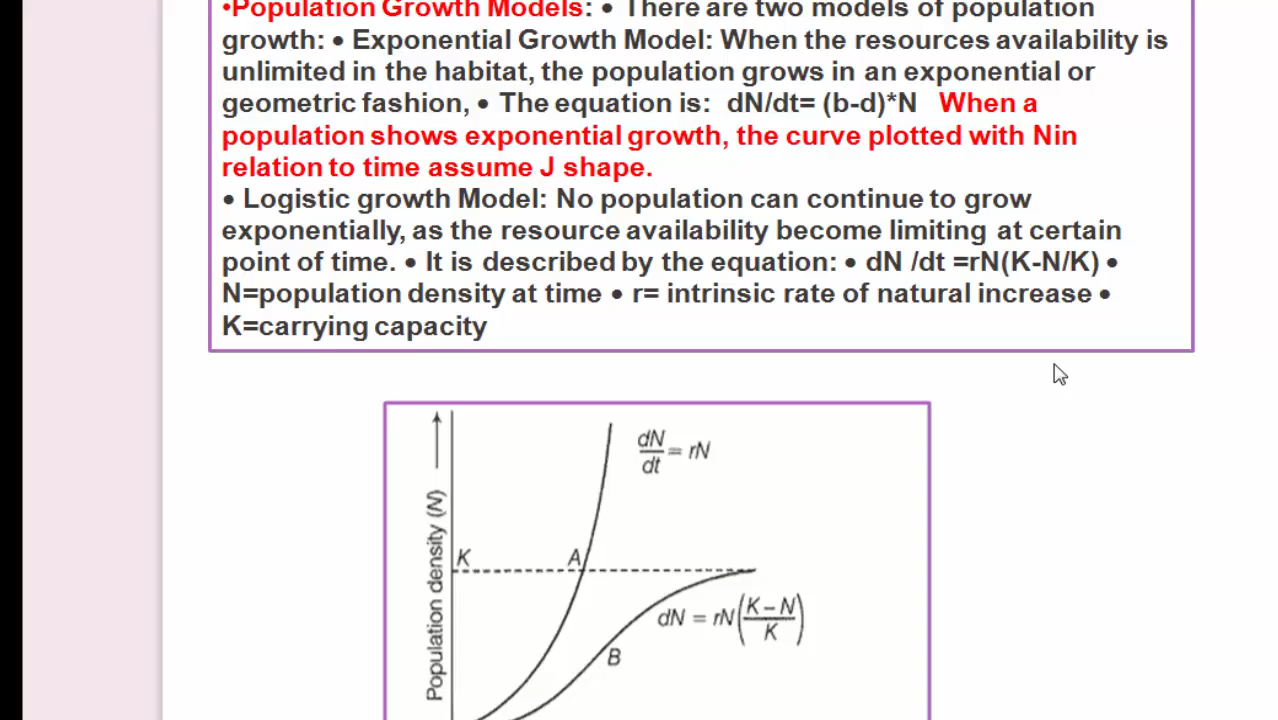 •Population Growth Models: • There are two models of population
growth: • Exponential Growth Model: When the resources availability is
unlimited in the habitat, the population grows in an exponential or
geometric fashion, • The equation is: dN/dt= (b-d)*N When a
population shows exponential growth, the curve plotted with Nin
relation to time assume J shape.
• Logistic growth Model: No population can continue to grow
exponentially, as the resource availability become limiting at certain
point of time. • It is described by the equation: • dN /dt =rN(K-N/K) •
N=population density at time • r= intrinsic rate of natural increase •
K=carrying capacity
dN/dt = rN
K
A
dN = rN(K–N/K)
B
Population density (N)